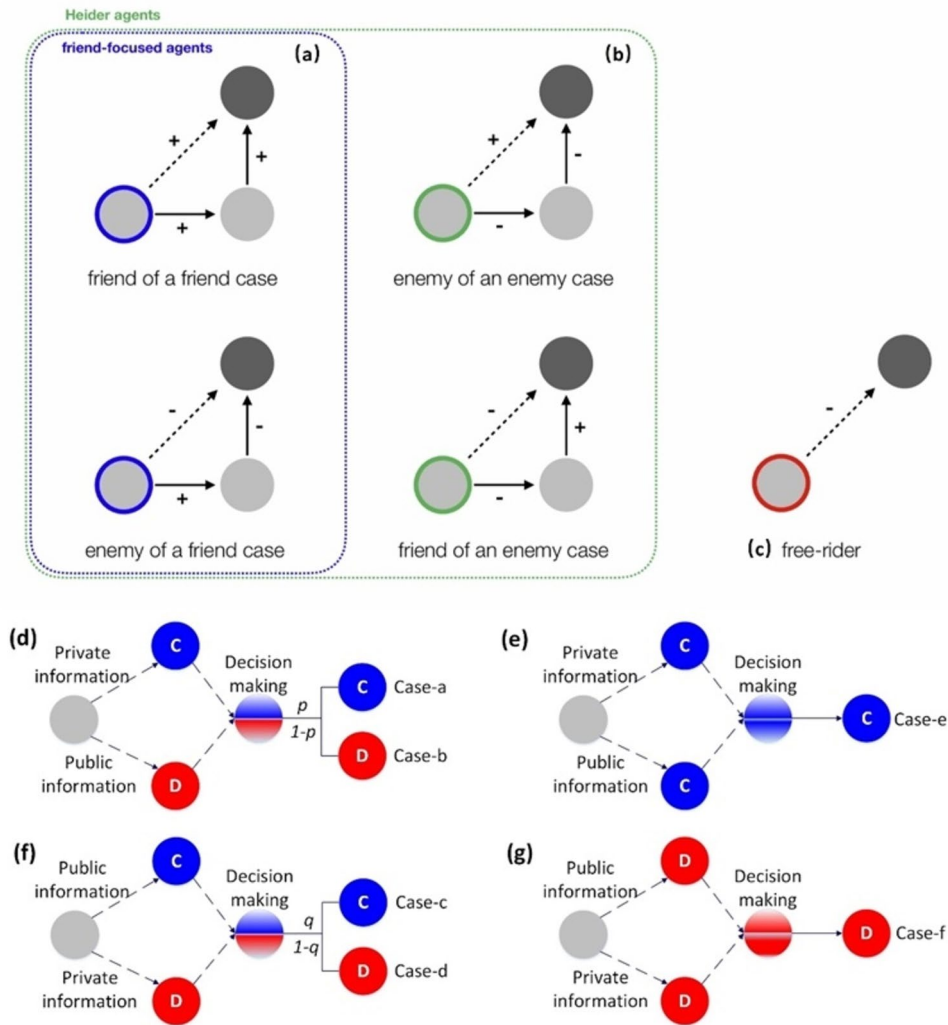 Heider agents
friend-focused agents
(a)
(b)
+
+
+
friend of a friend case
+
-
-
enemy of an enemy case
-
-
+
enemy of a friend case
-
+
-
friend of an enemy case
-
(c) free-rider
(d)
Private
information
C
Public
information
D
Decision
making
p
1-p
C
Case-a
D
Case-b
(e)
Private
information
C
Public
information
C
Decision
making
C
Case-e
(f)
Public
information
C
Private
information
D
Decision
making
q
1-q
C
Case-c
D
Case-d
(g)
Public
information
D
Private
information
D
Decision
making
D
Case-f